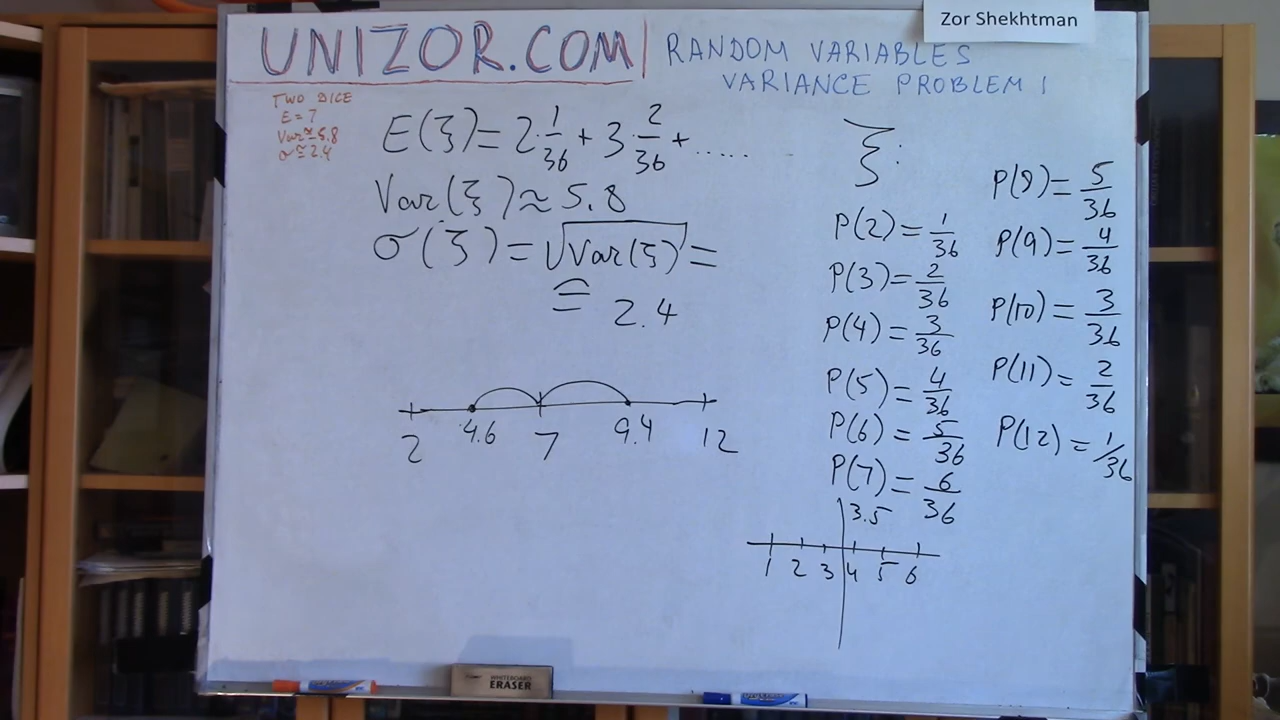 Zor Shekhtman
UNIZOR.COM
RANDOM VARIABLES
VARIANCE PROBLEM 1
TWO DICE
E=7
Var≅5.8
σ≅2.4
E(ξ)=2·1/36+3·2/36+.....
Var(ξ)≈5.8
σ(ξ)=√Var(ξ)=
≅ 2.4
2 4.6 7 9.4 12
ξ:
P(2)=1/36
P(3)=2/36
P(4)=3/36
P(5)=4/36
P(6)=5/36
P(7)=6/36
P(8)=5/36
P(9)=4/36
P(10)=3/36
P(11)=2/36
P(12)=1/36
3.5
1 2 3 4 5 6
WHITEBOARD
ERASER